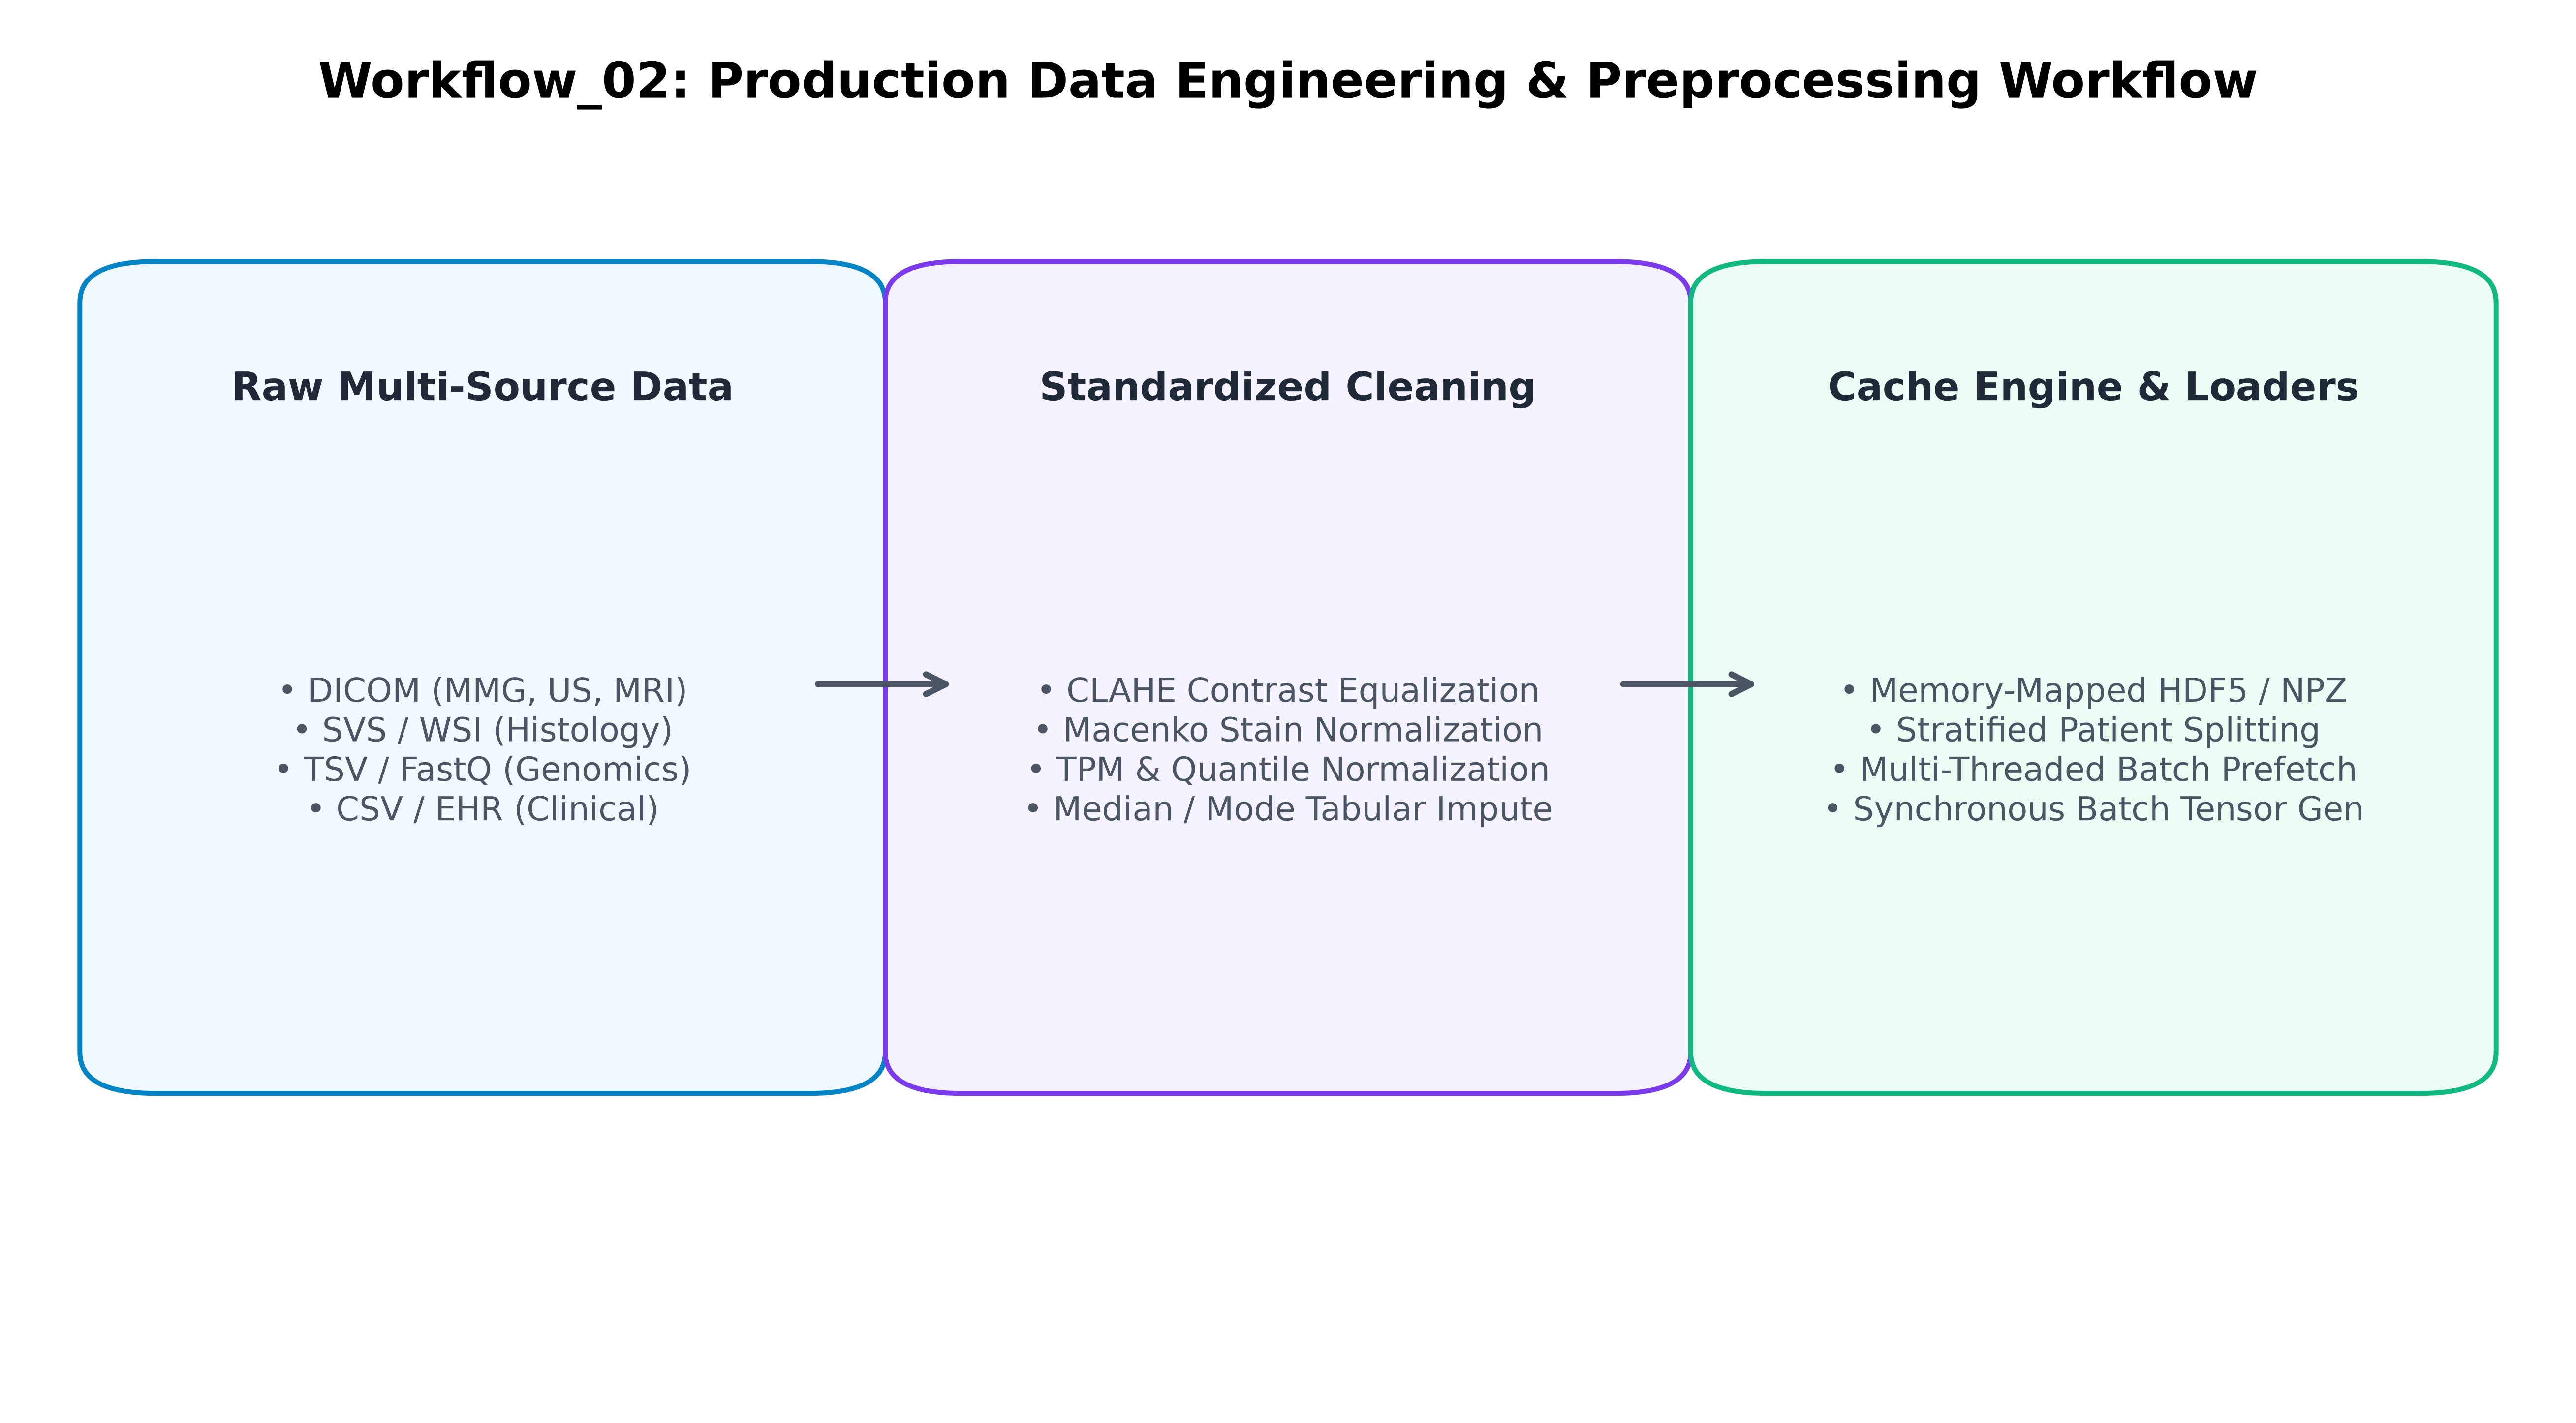 Workflow_02: Production Data Engineering & Preprocessing Workflow
Raw Multi-Source Data
• DICOM (MMG, US, MRI)
• SVS / WSI (Histology)
• TSV / FastQ (Genomics)
• CSV / EHR (Clinical)
Standardized Cleaning
• CLAHE Contrast Equalization
• Macenko Stain Normalization
• TPM & Quantile Normalization
• Median / Mode Tabular Impute
Cache Engine & Loaders
• Memory-Mapped HDF5 / NPZ
• Stratified Patient Splitting
• Multi-Threaded Batch Prefetch
• Synchronous Batch Tensor Gen